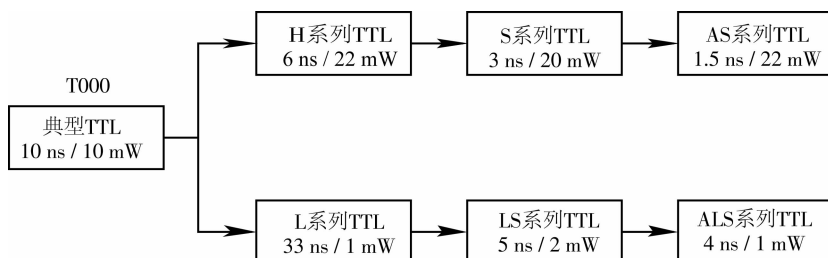 T000
典型TTL
10 ns / 10 mW
H系列TTL
6 ns / 22 mW
S系列TTL
3 ns / 20 mW
AS系列TTL
1.5 ns / 22 mW
L系列TTL
33 ns / 1 mW
LS系列TTL
5 ns / 2 mW
ALS系列TTL
4 ns / 1 mW